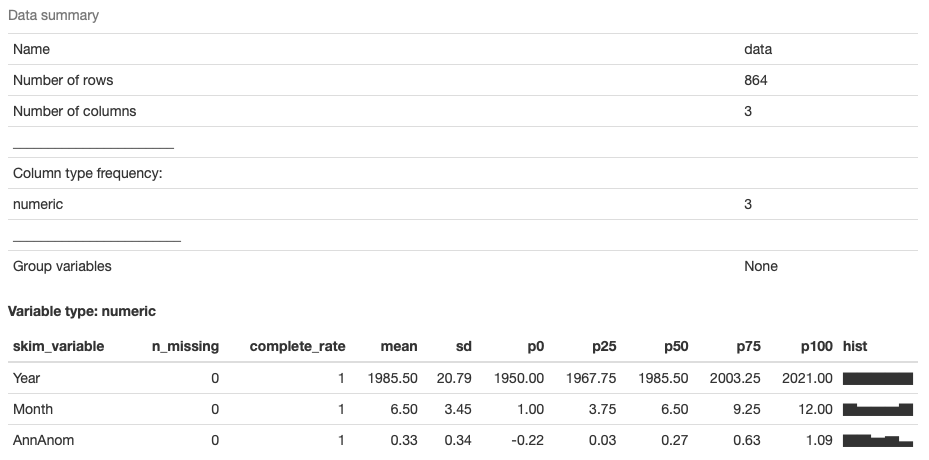 Data summary
Name data
Number of rows 864
Number of columns 3
_______________________
Column type frequency:
numeric 3
________________________
Group variables None
Variable type: numeric
skim_variable n_missing complete_rate mean sd p0 p25 p50 p75 p100 hist
Year 0 1 1985.50 20.79 1950.00 1967.75 1985.50 2003.25 2021.00
Month 0 1 6.50 3.45 1.00 3.75 6.50 9.25 12.00
AnnAnom 0 1 0.33 0.34 -0.22 0.03 0.27 0.63 1.09